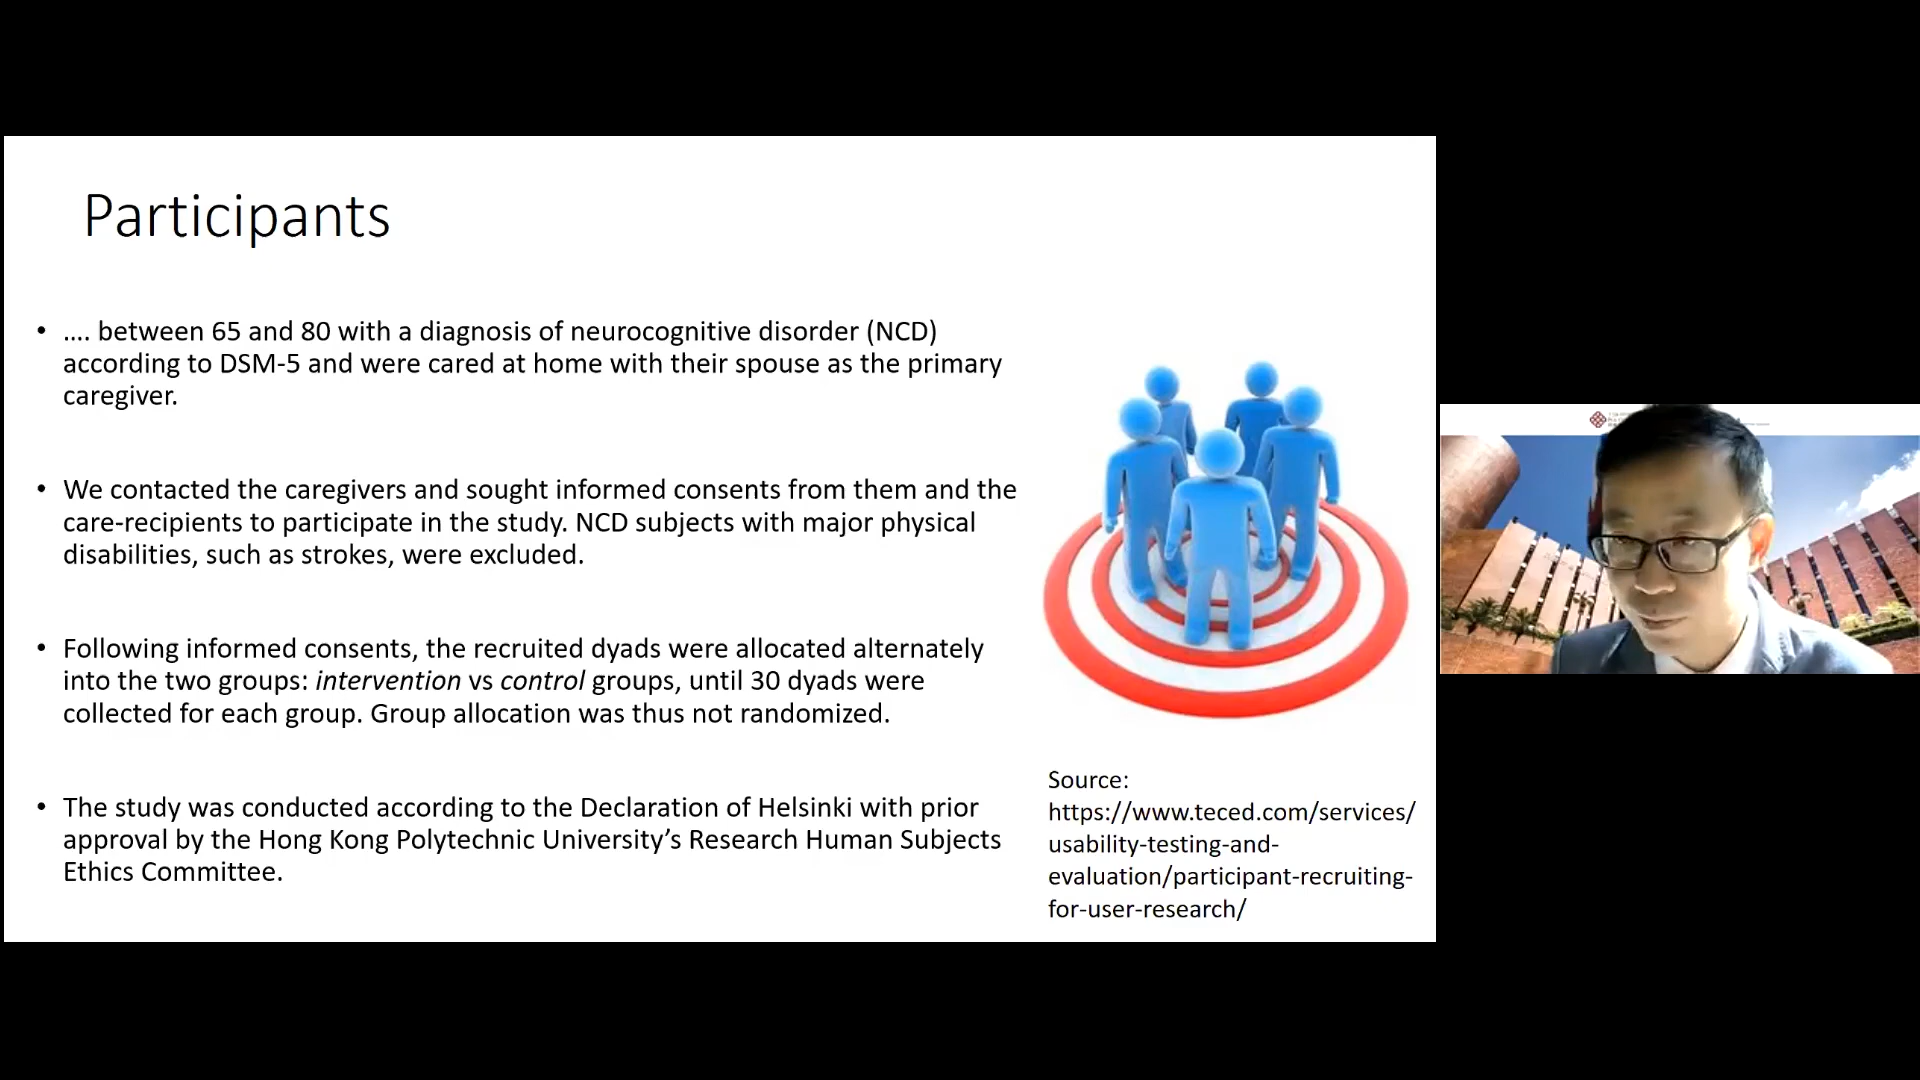 Participants
• .... between 65 and 80 with a diagnosis of neurocognitive disorder (NCD)
according to DSM-5 and were cared at home with their spouse as the primary
caregiver.
• We contacted the caregivers and sought informed consents from them and the
care-recipients to participate in the study. NCD subjects with major physical
disabilities, such as strokes, were excluded.
• Following informed consents, the recruited dyads were allocated alternately
into the two groups: intervention vs control groups, until 30 dyads were
collected for each group. Group allocation was thus not randomized.
• The study was conducted according to the Declaration of Helsinki with prior
approval by the Hong Kong Polytechnic University’s Research Human Subjects
Ethics Committee.
Source:
https://www.teced.com/services/
usability-testing-and-
evaluation/participant-recruiting-
for-user-research/